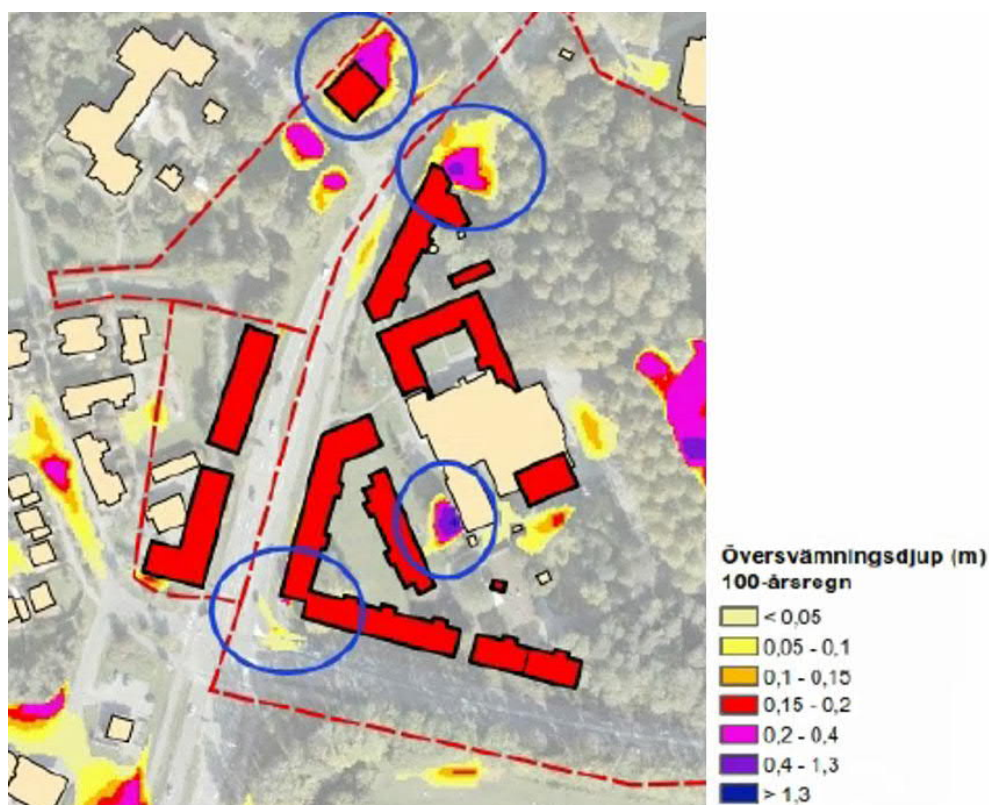 Översvämningsdjup (m)
100-årsregn
< 0,05
0,05 - 0,1
0,1 - 0,15
0,15 - 0,2
0,2 - 0,4
0,4 - 1,3
> 1,3